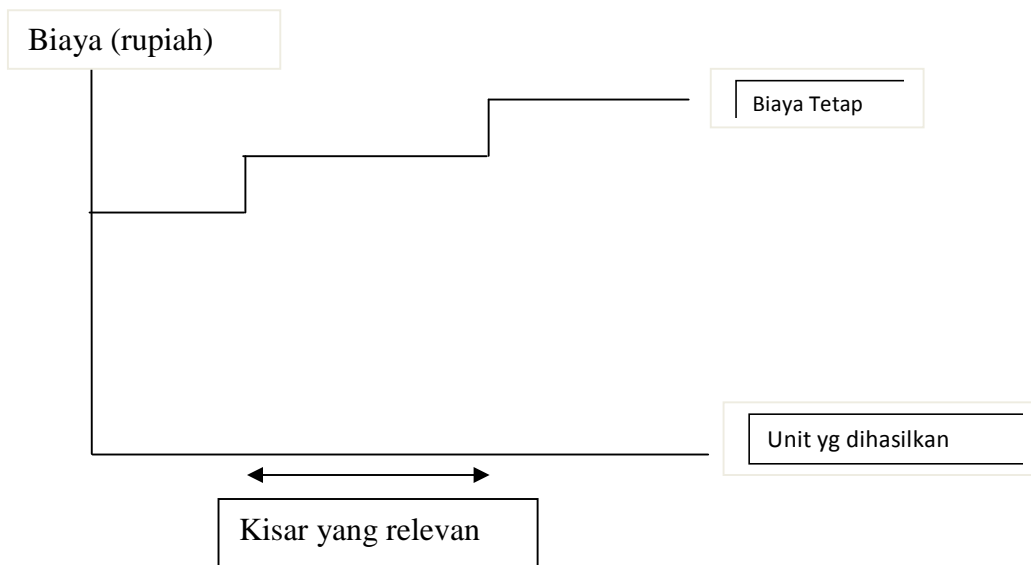 Biaya (rupiah)
Biaya Tetap
Unit yg dihasilkan
Kisar yang relevan